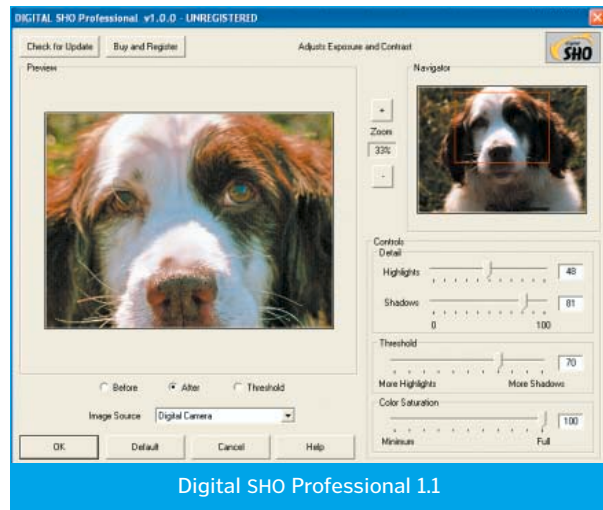 DIGITAL SHO Professional v1.0.0 - UNREGISTERED
Check for Update
Buy and Register
Adjusts Exposure and Contrast
SHO
Preview
Navigator
+
Zoom
33%
-
Controls
Detail
Highlights
48
Shadows
81
0
100
Threshold
70
More Highlights
More Shadows
Color Saturation
100
Minimum
Full
Before
After
Threshold
Image Source
Digital Camera
OK
Default
Cancel
Help
Digital SHO Professional 1.1